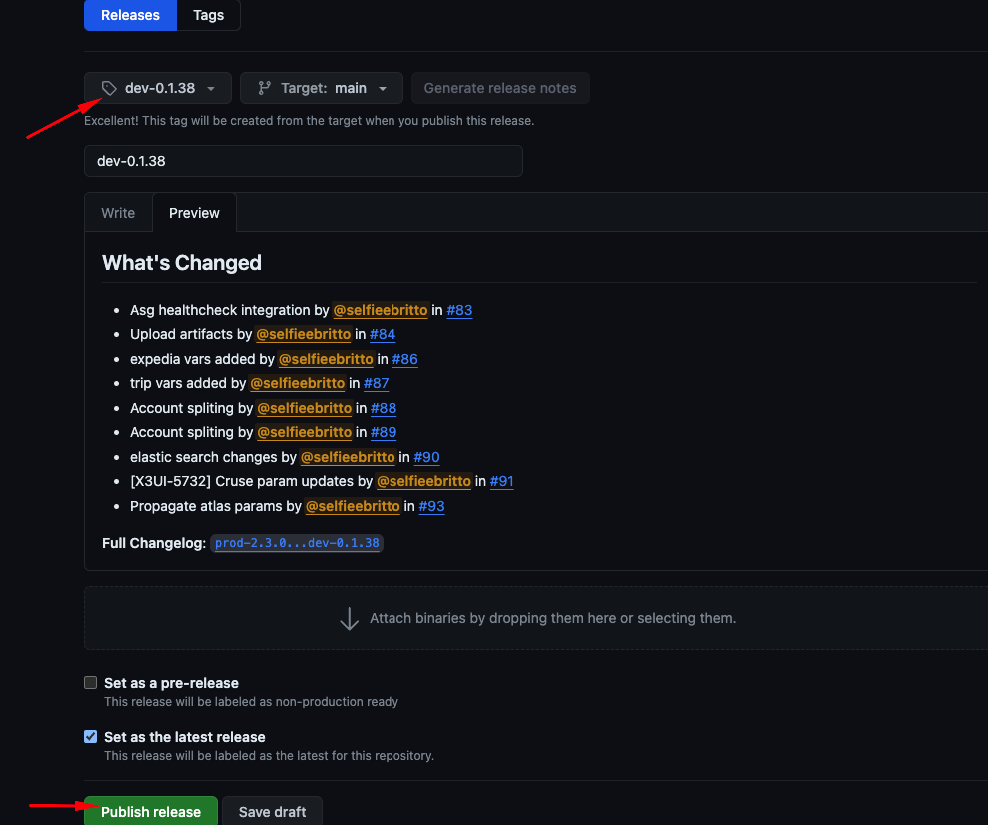 Releases Tags
dev-0.1.38 Target: main Generate release notes
Excellent! This tag will be created from the target when you publish this release.
dev-0.1.38
Write Preview
What's Changed
Asg healthcheck integration by @selfieebritto in #83
Upload artifacts by @selfieebritto in #84
expedia vars added by @selfieebritto in #86
trip vars added by @selfieebritto in #87
Account spliting by @selfieebritto in #88
Account spliting by @selfieebritto in #89
elastic search changes by @selfieebritto in #90
[X3UI-5732] Cruse param updates by @selfieebritto in #91
Propagate atlas params by @selfieebritto in #93
Full Changelog: prod-2.3.0...dev-0.1.38
Attach binaries by dropping them here or selecting them.
Set as a pre-release
This release will be labeled as non-production ready
Set as the latest release
This release will be labeled as the latest for this repository.
Publish release Save draft